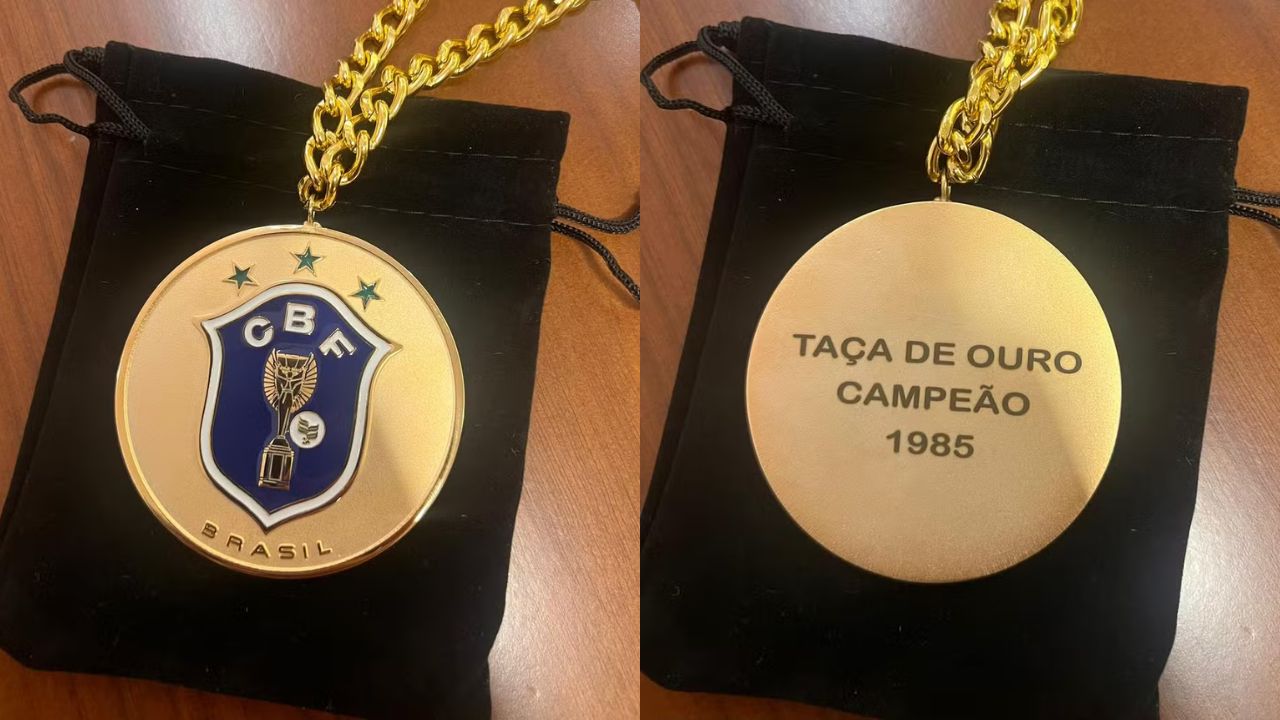 CBF
BRASIL
TAÇA DE OURO
CAMPEÃO
1985